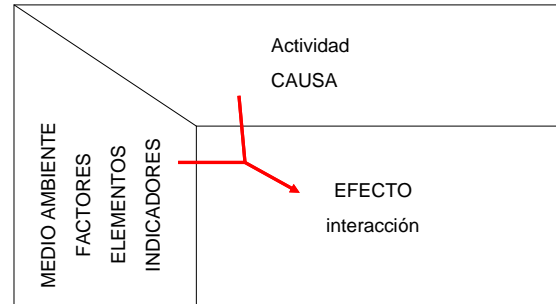 Actividad
CAUSA
MEDIO AMBIENTE
FACTORES
ELEMENTOS
INDICADORES
EFECTO
interacción